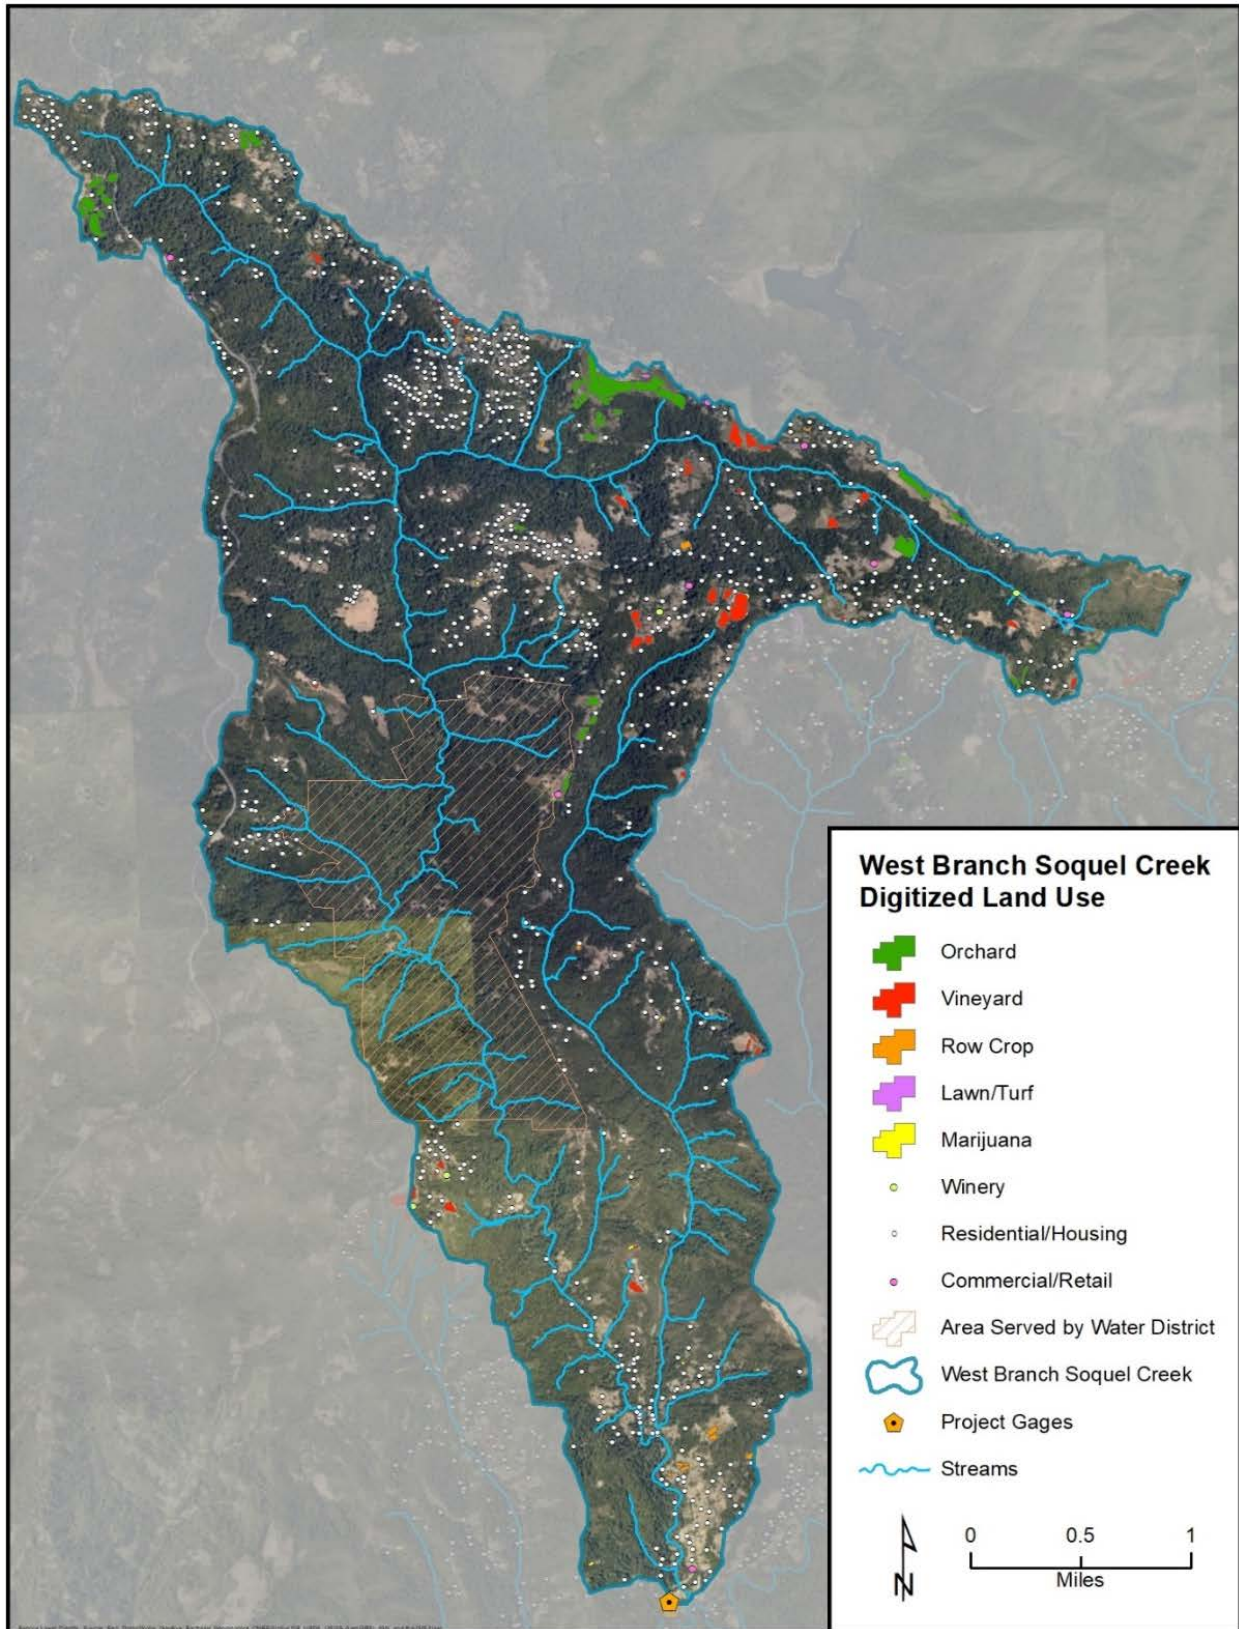 West Branch Soquel Creek
Digitized Land Use
Orchard
Vineyard
Row Crop
Lawn/Turf
Marijuana
Winery
Residential/Housing
Commercial/Retail
Area Served by Water District
West Branch Soquel Creek
Project Gages
Streams
N
0 0.5 1
Miles